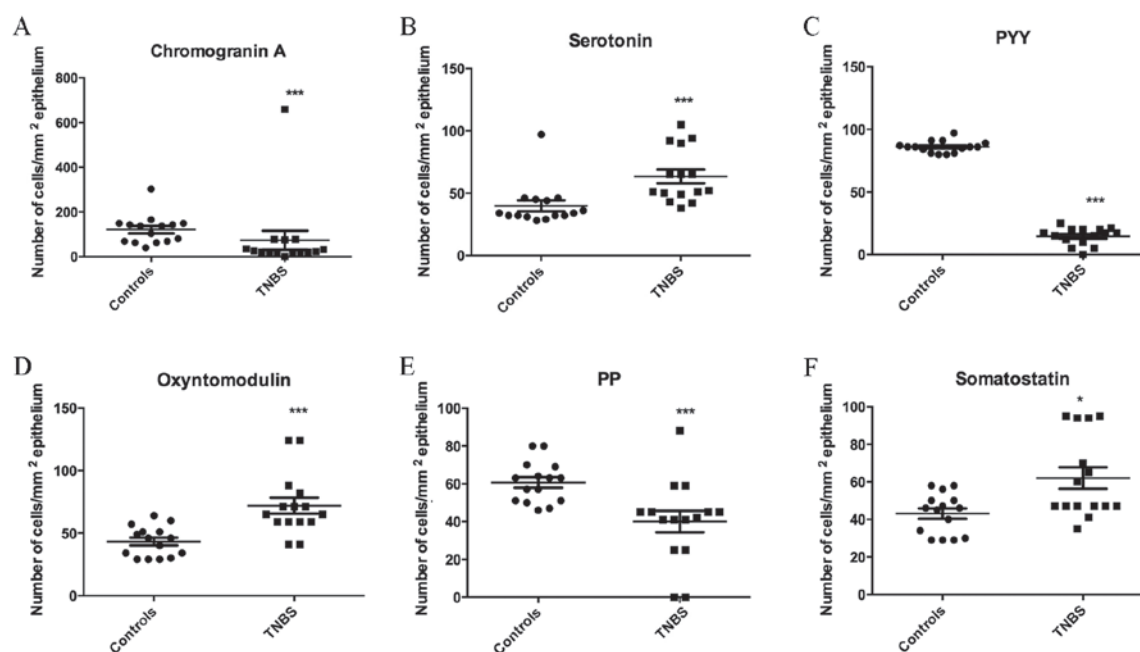 A
Chromogranin A
Number of cells/mm 2 epithelium
800
600
400
200
0
***
Controls
TNBS
B
Serotonin
Number of cells/mm 2 epithelium
150
100
50
0
***
Controls
TNBS
C
PYY
Number of cells/mm 2 epithelium
150
100
50
0
***
Controls
TNBS
D
Oxyntomodulin
Number of cells/mm 2 epithelium
150
100
50
0
***
Controls
TNBS
E
PP
Number of cells/mm 2 epithelium
100
80
60
40
20
0
***
Controls
TNBS
F
Somatostatin
Number of cells/mm 2 epithelium
100
80
60
40
20
0
*
Controls
TNBS